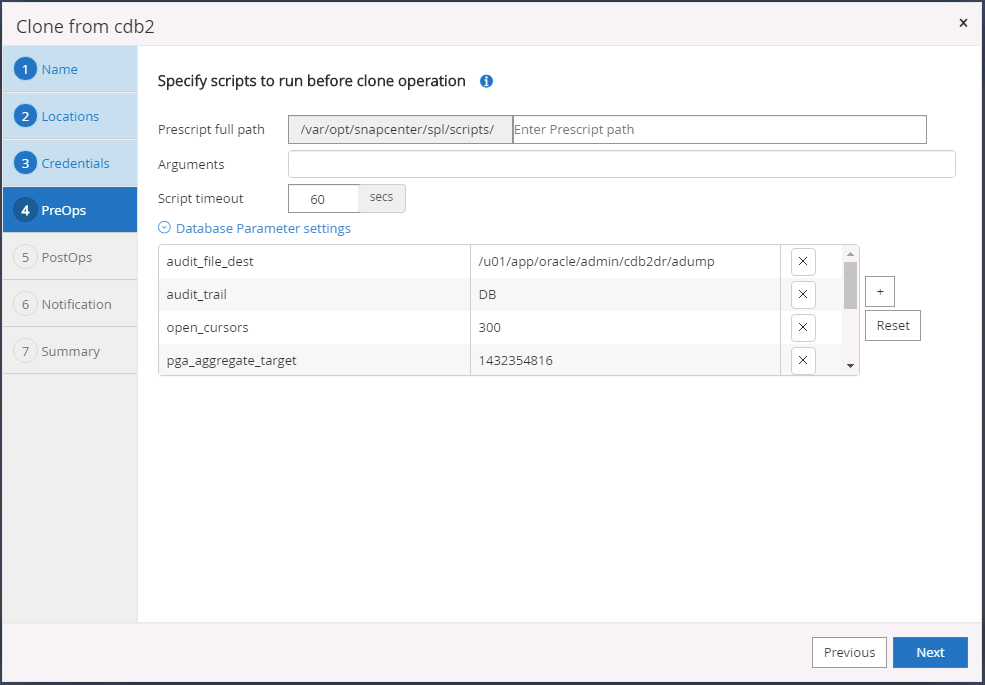 Clone from cdb2
×
1 Name
2 Locations
3 Credentials
4 PreOps
5 PostOps
6 Notification
7 Summary
Specify scripts to run before clone operation i
Prescript full path /var/opt/snapcenter/spl/scripts/ Enter Prescript path
Arguments
Script timeout 60 secs
Database Parameter settings
audit_file_dest /u01/app/oracle/admin/cdb2dr/adump ×
audit_trail DB ×
open_cursors 300 ×
pga_aggregate_target 1432354816 ×
+
Reset
Previous Next